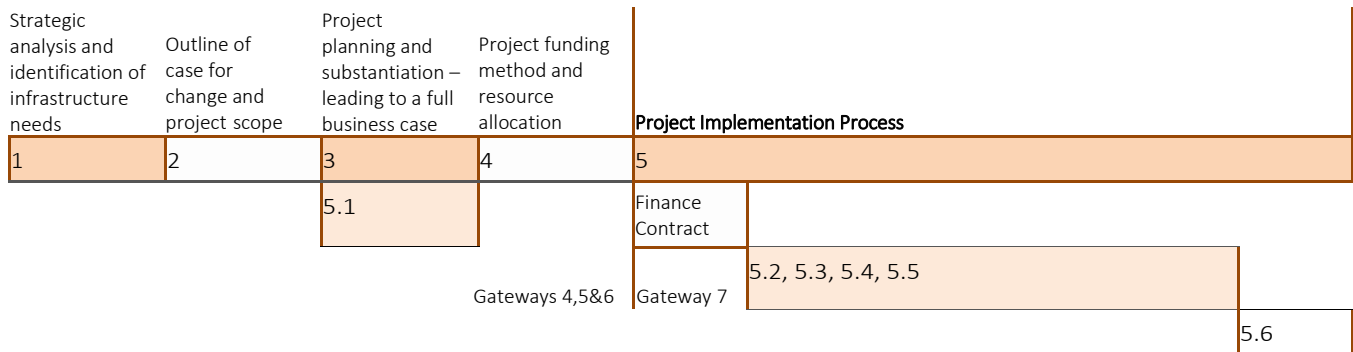 Strategic
analysis and
identification of
infrastructure
needs
Outline of
case for
change and
project scope
Project
planning and
substantiation –
leading to a full
business case
Project funding
method and
resource
allocation
Project Implementation Process
1
2
3
4
5
5.1
Finance
Contract
5.2, 5.3, 5.4, 5.5
Gateways 4,5&6
Gateway 7
5.6